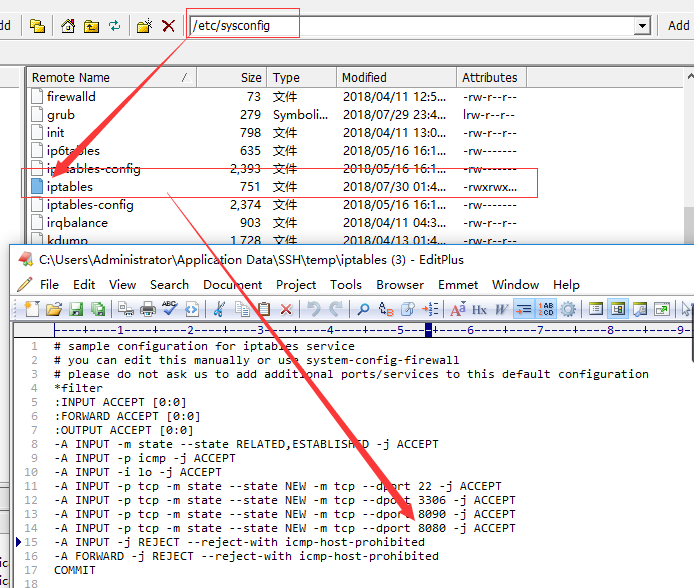 dd
/etc/sysconfig
Add
Remote Name / Size Type Modified Attributes
firewalld 73 文件 2018/04/11 12:5... -rw-r--r--
grub 279 Symboli... 2018/07/29 23:4... lrw-r--r--
init 798 文件 2018/04/11 13:0... -rw-r--r--
ip6tables 635 文件 2018/05/16 16:1... -rw-------
ip6tables-config 2,393 文件 2018/05/16 16:1... -rw-------
iptables 751 文件 2018/07/30 01:4... -rwxrwx...
iptables-config 2,374 文件 2018/05/16 16:1... -rw-------
irqbalance 903 文件 2018/04/11 04:3... -rw-r--r--
kdump 1,728 文件 2018/04/13 01:4... -rw-r--r--
C:\Users\Administrator\Application Data\SSH\temp\iptables (3) - EditPlus
File Edit View Search Document Project Tools Browser Emmet Window Help
----+----1----+----2----+----3----+----4----+----5----+----6----+----7----+----8----+----9
1 # sample configuration for iptables service
2 # you can edit this manually or use system-config-firewall
3 # please do not ask us to add additional ports/services to this default configuration
4 *filter
5 :INPUT ACCEPT [0:0]
6 :FORWARD ACCEPT [0:0]
7 :OUTPUT ACCEPT [0:0]
8 -A INPUT -m state --state RELATED,ESTABLISHED -j ACCEPT
9 -A INPUT -p icmp -j ACCEPT
10 -A INPUT -i lo -j ACCEPT
11 -A INPUT -p tcp -m state --state NEW -m tcp --dport 22 -j ACCEPT
12 -A INPUT -p tcp -m state --state NEW -m tcp --dport 3306 -j ACCEPT
13 -A INPUT -p tcp -m state --state NEW -m tcp --dport 8090 -j ACCEPT
14 -A INPUT -p tcp -m state --state NEW -m tcp --dport 8080 -j ACCEPT
15 -A INPUT -j REJECT --reject-with icmp-host-prohibited
16 -A FORWARD -j REJECT --reject-with icmp-host-prohibited
17 COMMIT
18